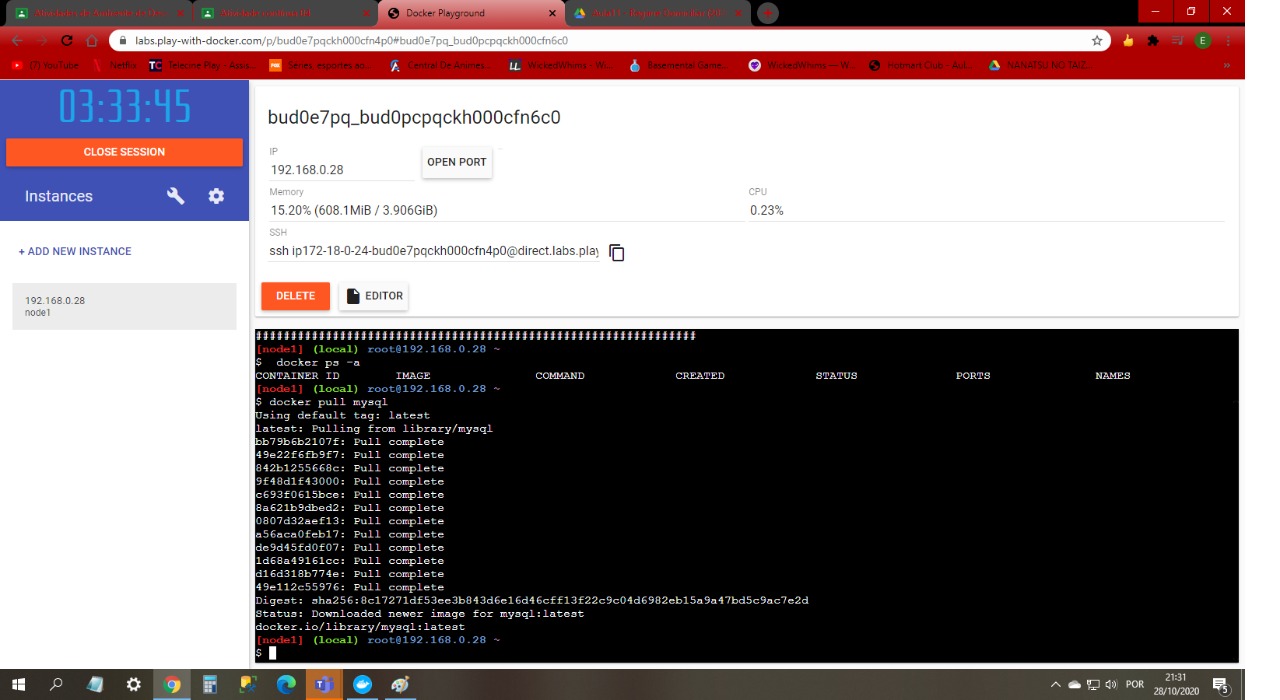 Docker Playground
labs.play-with-docker.com/p/bud0e7pqckh000cfn4p0#bud0e7pq_bud0pcpqckh000cfn6c0
E
(7) YouTube Netflix TC Telecine Play - Assis... Series, esportes ao... Central De Animes... WickedWhims - W... Basemental Game... WickedWhims — W... Hotmart Club - Aul... NANATSU NO TAIZ... »
03:33:45
CLOSE SESSION
Instances
+ ADD NEW INSTANCE
192.168.0.28
node1
bud0e7pq_bud0pcpqckh000cfn6c0
IP
192.168.0.28
OPEN PORT
Memory
15.20% (608.1MiB / 3.906GiB)
CPU
0.23%
SSH
ssh ip172-18-0-24-bud0e7pqckh000cfn4p0@direct.labs.play
DELETE
EDITOR
###############################################################
[node1] (local) root@192.168.0.28 ~
$  docker ps -a
CONTAINER ID IMAGE COMMAND CREATED STATUS PORTS NAMES
[node1] (local) root@192.168.0.28 ~
$ docker pull mysql
Using default tag: latest
latest: Pulling from library/mysql
bb79b6b2107f: Pull complete
49e22f6fb9f7: Pull complete
842b1255668c: Pull complete
9f48d1f43000: Pull complete
c693f0615bce: Pull complete
8a621b9dbed2: Pull complete
0807d32aef13: Pull complete
a56aca0feb17: Pull complete
de9d45fd0f07: Pull complete
1d68a49161cc: Pull complete
d16d318b774e: Pull complete
49e112c55976: Pull complete
Digest: sha256:8c17271df53ee3b843d6e16d46cff13f22c9c04d6982eb15a9a47bd5c9ac7e2d
Status: Downloaded newer image for mysql:latest
docker.io/library/mysql:latest
[node1] (local) root@192.168.0.28 ~
$
POR
21:31
28/10/2020
5